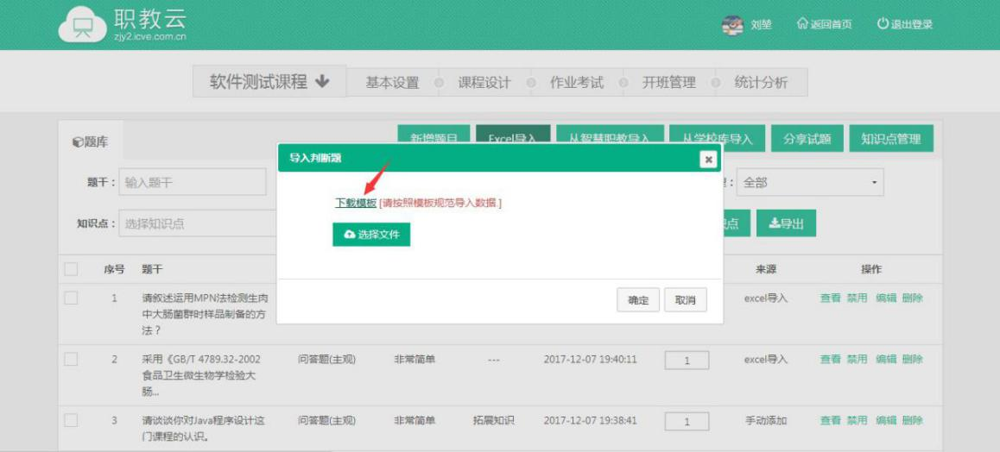 职教云
zjy2.icve.com.cn
刘堃 返回首页 退出登录
软件测试课程 基本设置 课程设计 作业考试 开班管理 统计分析
题库 新增题目 Excel导入 从智慧职教导入 从学校库导入 分享试题 知识点管理
导入判断题
题干： 输入题干 ： 全部
下载模板 [请按照模板规范导入数据.]
知识点： 选择知识点 点 导出
选择文件
序号 题干 来源 操作
确定 取消
1 请叙述运用MPN法检测生肉 excel导入 查看 禁用 编辑 删除
中大肠菌群时样品制备的方
法？
2 采用《GB/T 4789.32-2002 问答题(主观) 非常简单 --- 2017-12-07 19:40:11 1 excel导入 查看 禁用 编辑 删除
食品卫生微生物学检验大
肠...
3 请谈谈你对Java程序设计这 问答题(主观) 非常简单 拓展知识 2017-12-07 19:38:41 1 手动添加 查看 禁用 编辑 删除
门课程的认识。